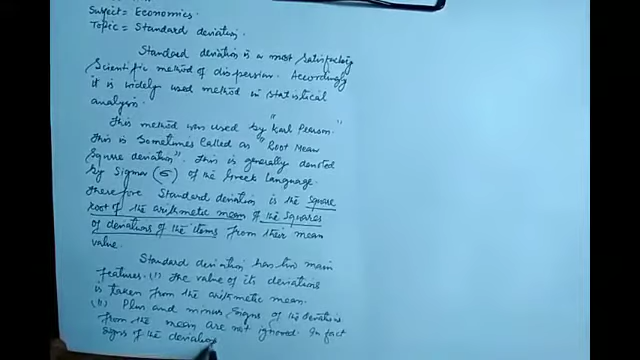 Subject = Economics.
Topic = Standard deviation.
Standard deviation is a most satisfactory
Scientific method of dispersion. Accordingly
it is widely used method in statistical
analysis.
This method was used by "Karl Pearson."
This is sometimes called as "Root Mean
Square deviation". This is generally denoted
by Sigma (σ) of the Greek language.
Therefore Standard deviation is the square
root of the arithmetic mean of the squares
of deviations of the items from their mean
value.
Standard deviation has two main
features. (i) The value of its deviations
is taken from the arithmetic mean.
(ii) Plus and minus signs of the deviations
from the mean are not ignored. In fact
signs of the deviations